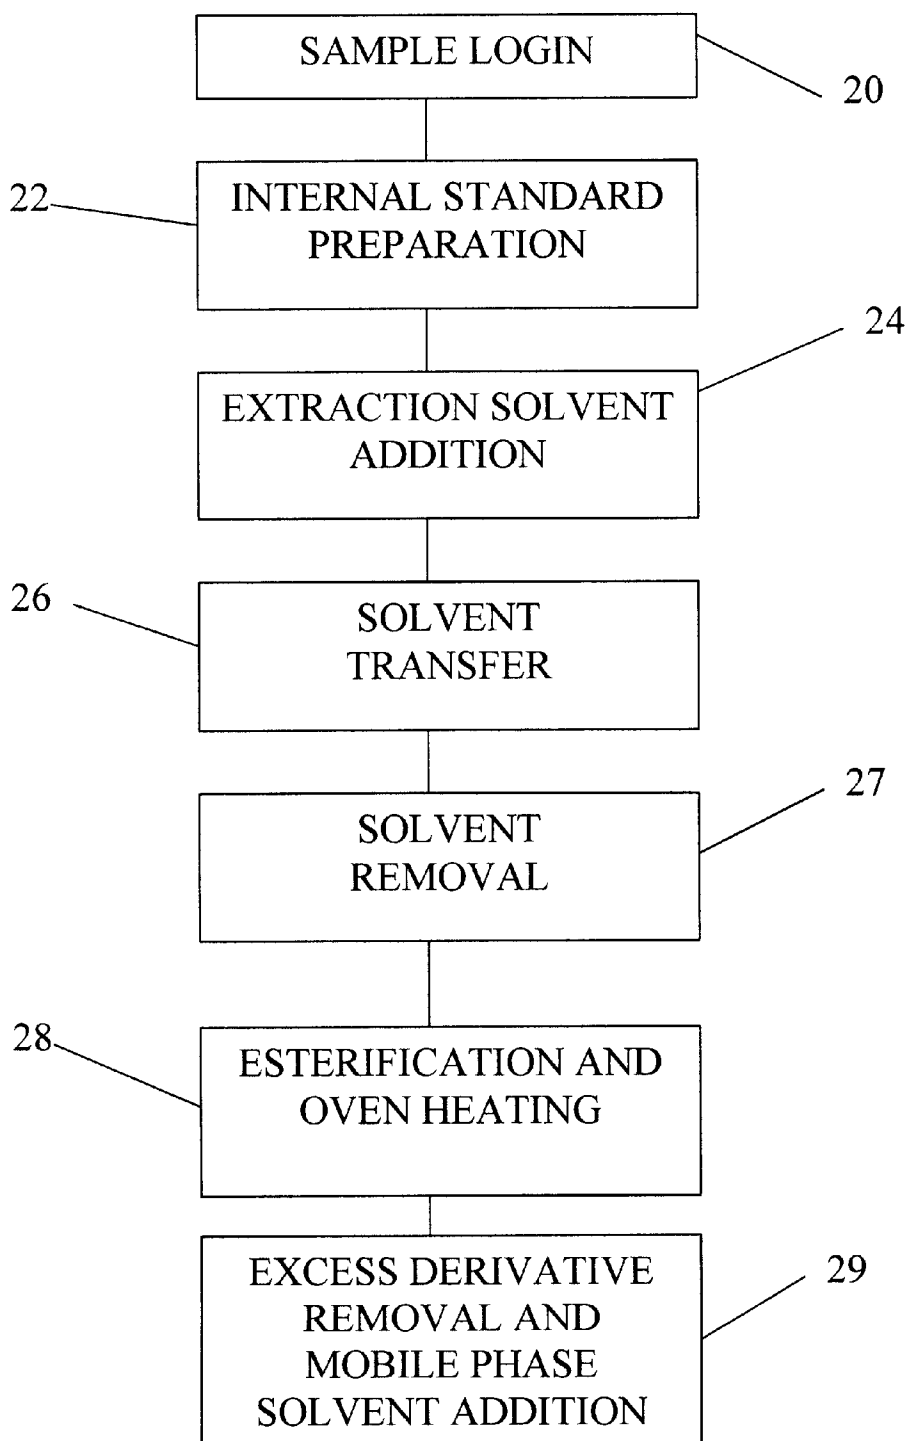 SAMPLE LOGIN
20
22
INTERNAL STANDARD
PREPARATION
24
EXTRACTION SOLVENT
ADDITION
26
SOLVENT
TRANSFER
27
SOLVENT
REMOVAL
28
ESTERIFICATION AND
OVEN HEATING
29
EXCESS DERIVATIVE
REMOVAL AND
MOBILE PHASE
SOLVENT ADDITION